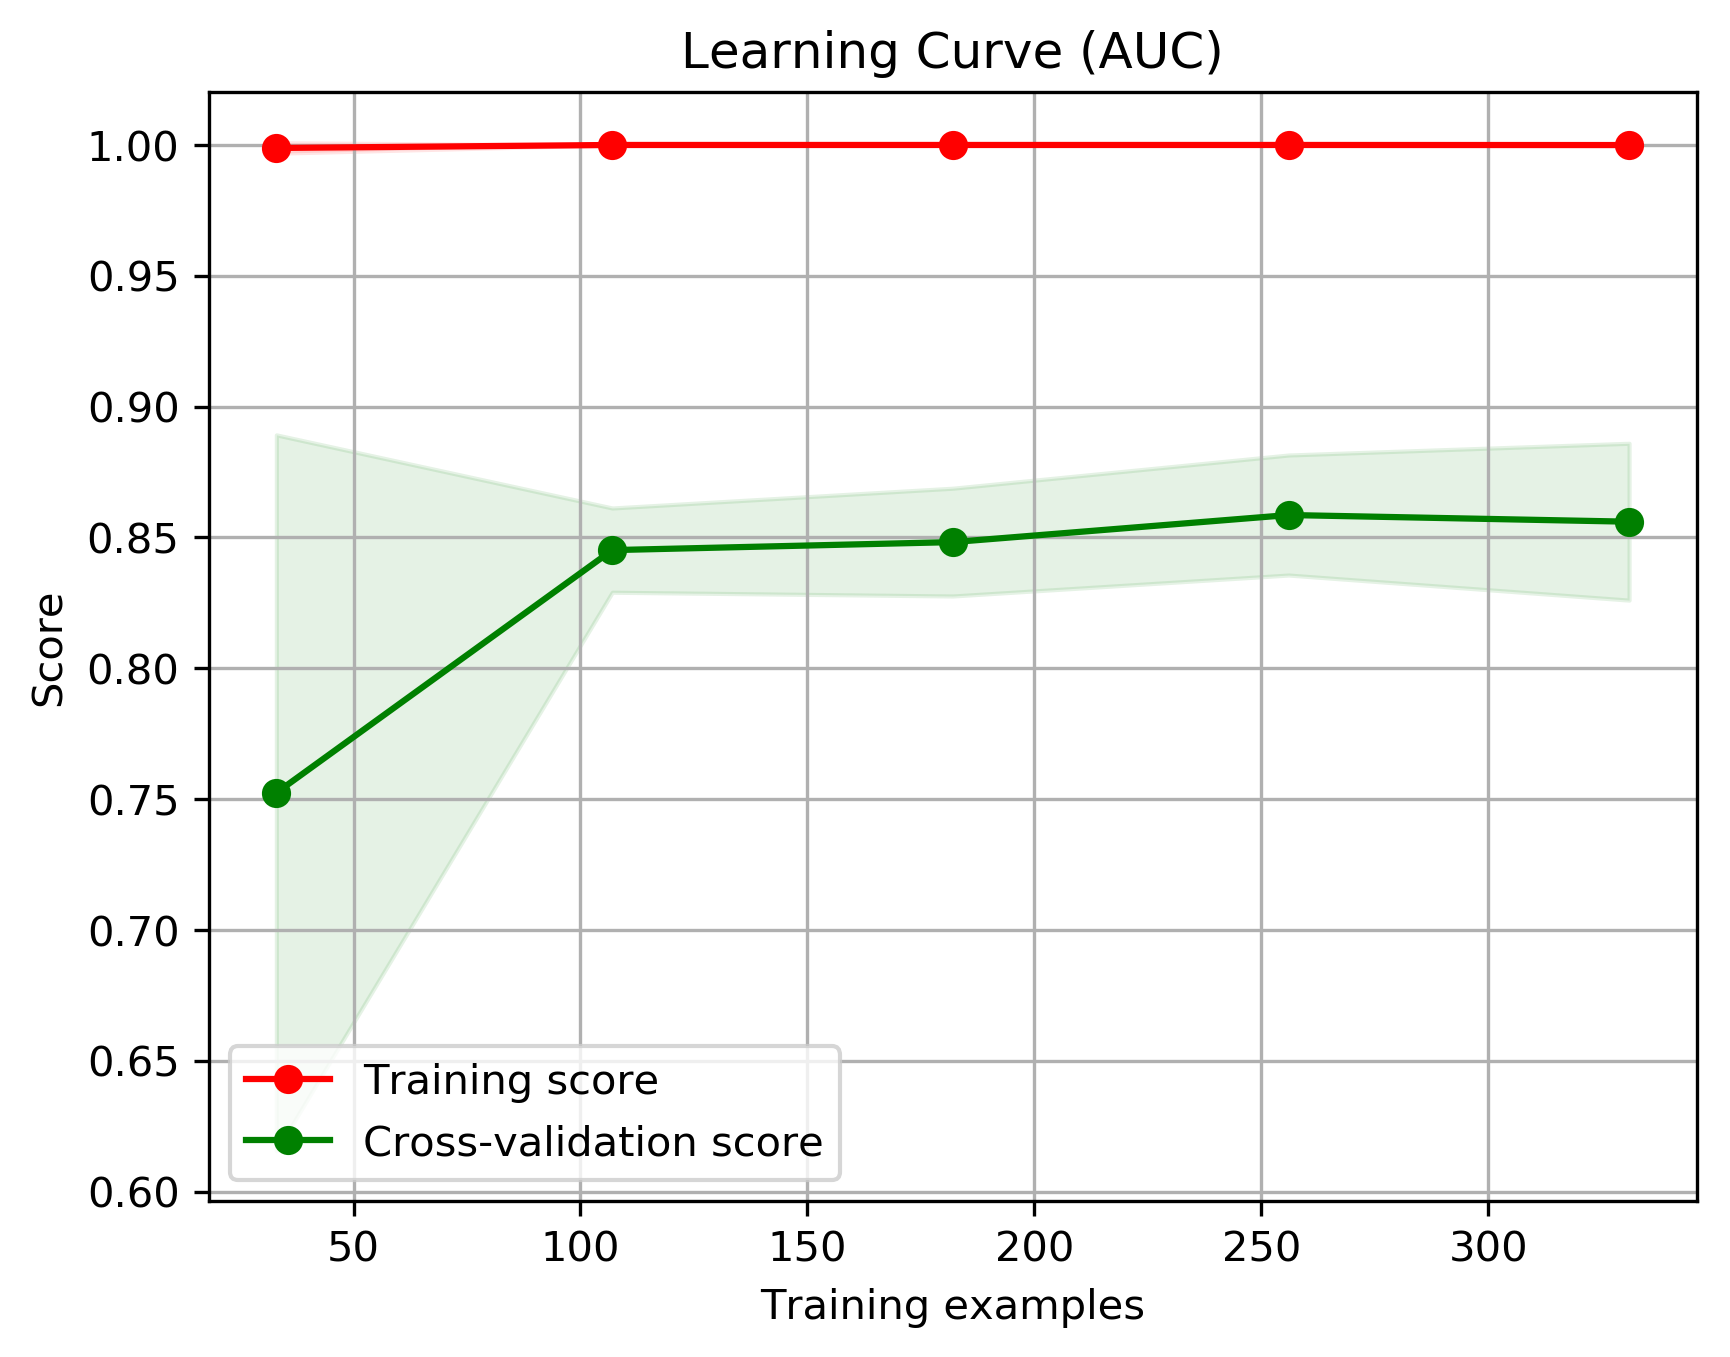 Learning Curve (AUC)
1.00
0.95
0.90
0.85
0.80
0.75
0.70
0.65
0.60
Score
Training score
Cross-validation score
50 100 150 200 250 300
Training examples